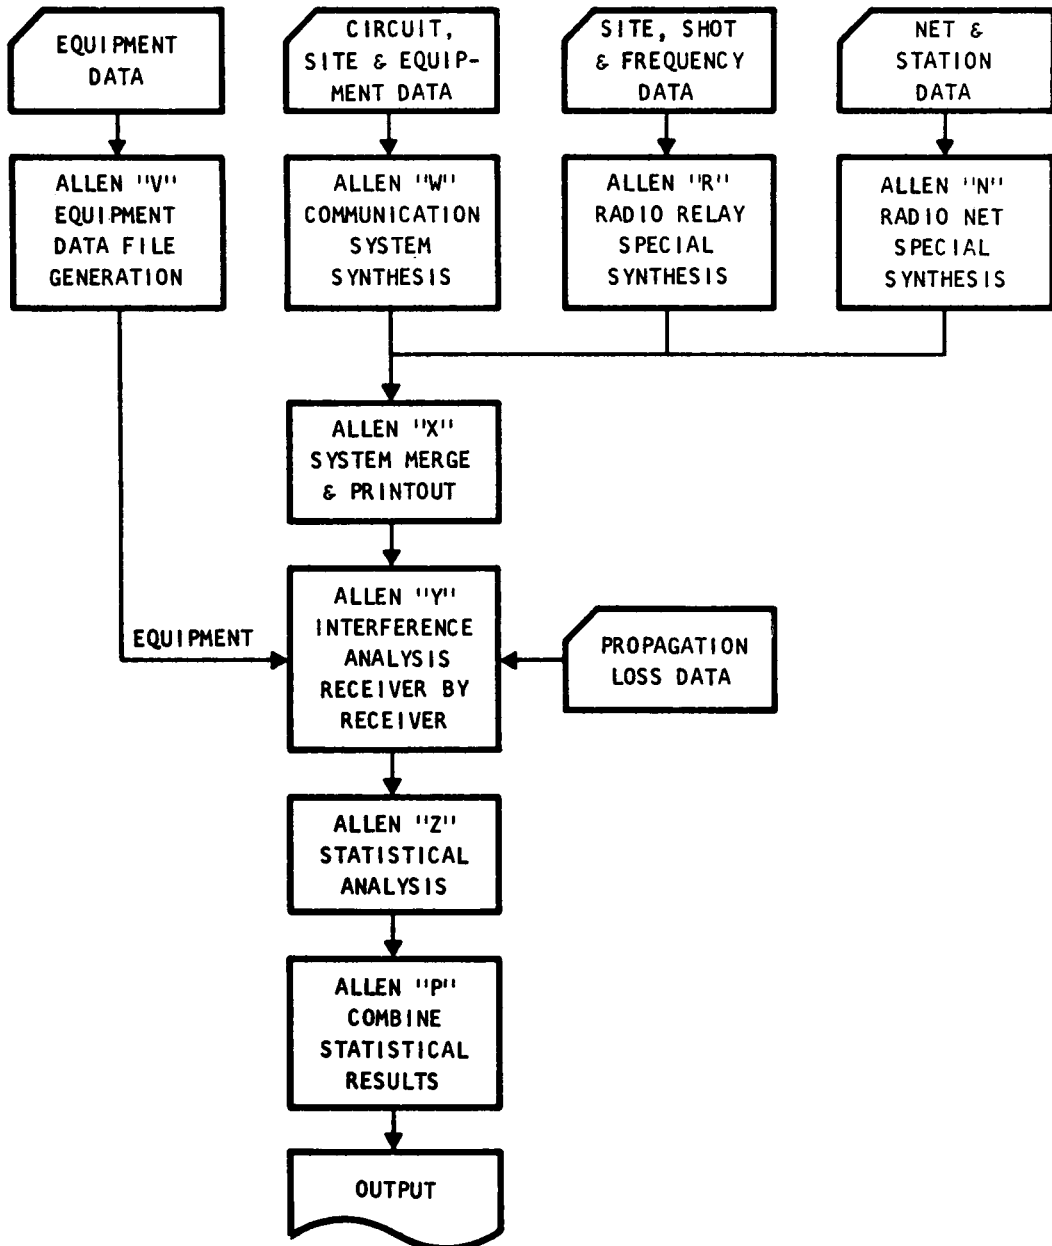 EQUIPMENT
DATA
CIRCUIT,
SITE & EQUIP-
MENT DATA
SITE, SHOT
& FREQUENCY
DATA
NET &
STATION
DATA
ALLEN "V"
EQUIPMENT
DATA FILE
GENERATION
ALLEN "W"
COMMUNICATION
SYSTEM
SYNTHESIS
ALLEN "R"
RADIO RELAY
SPECIAL
SYNTHESIS
ALLEN "N"
RADIO NET
SPECIAL
SYNTHESIS
ALLEN "X"
SYSTEM MERGE
& PRINTOUT
EQUIPMENT
ALLEN "Y"
INTERFERENCE
ANALYSIS
RECEIVER BY
RECEIVER
PROPAGATION
LOSS DATA
ALLEN "Z"
STATISTICAL
ANALYSIS
ALLEN "P"
COMBINE
STATISTICAL
RESULTS
OUTPUT